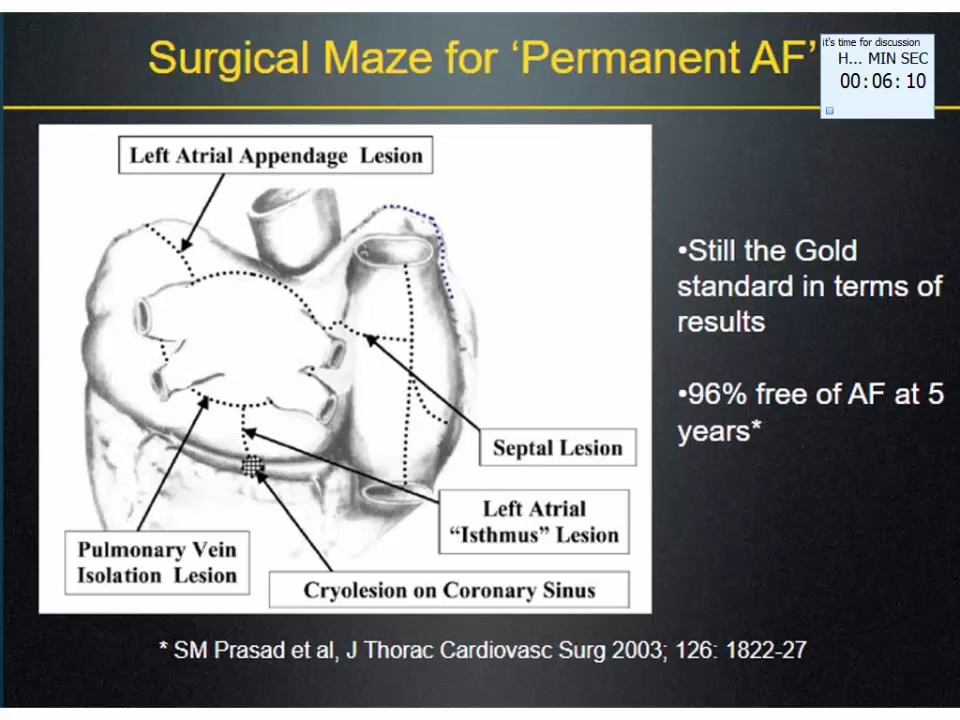 Surgical Maze for ‘Permanent AF’
it's time for discussion
H... MIN SEC
00:06:10
Left Atrial Appendage Lesion
Septal Lesion
Left Atrial
“Isthmus” Lesion
Pulmonary Vein
Isolation Lesion
Cryolesion on Coronary Sinus
•Still the Gold
standard in terms of
results
•96% free of AF at 5
years*
* SM Prasad et al, J Thorac Cardiovasc Surg 2003; 126: 1822-27